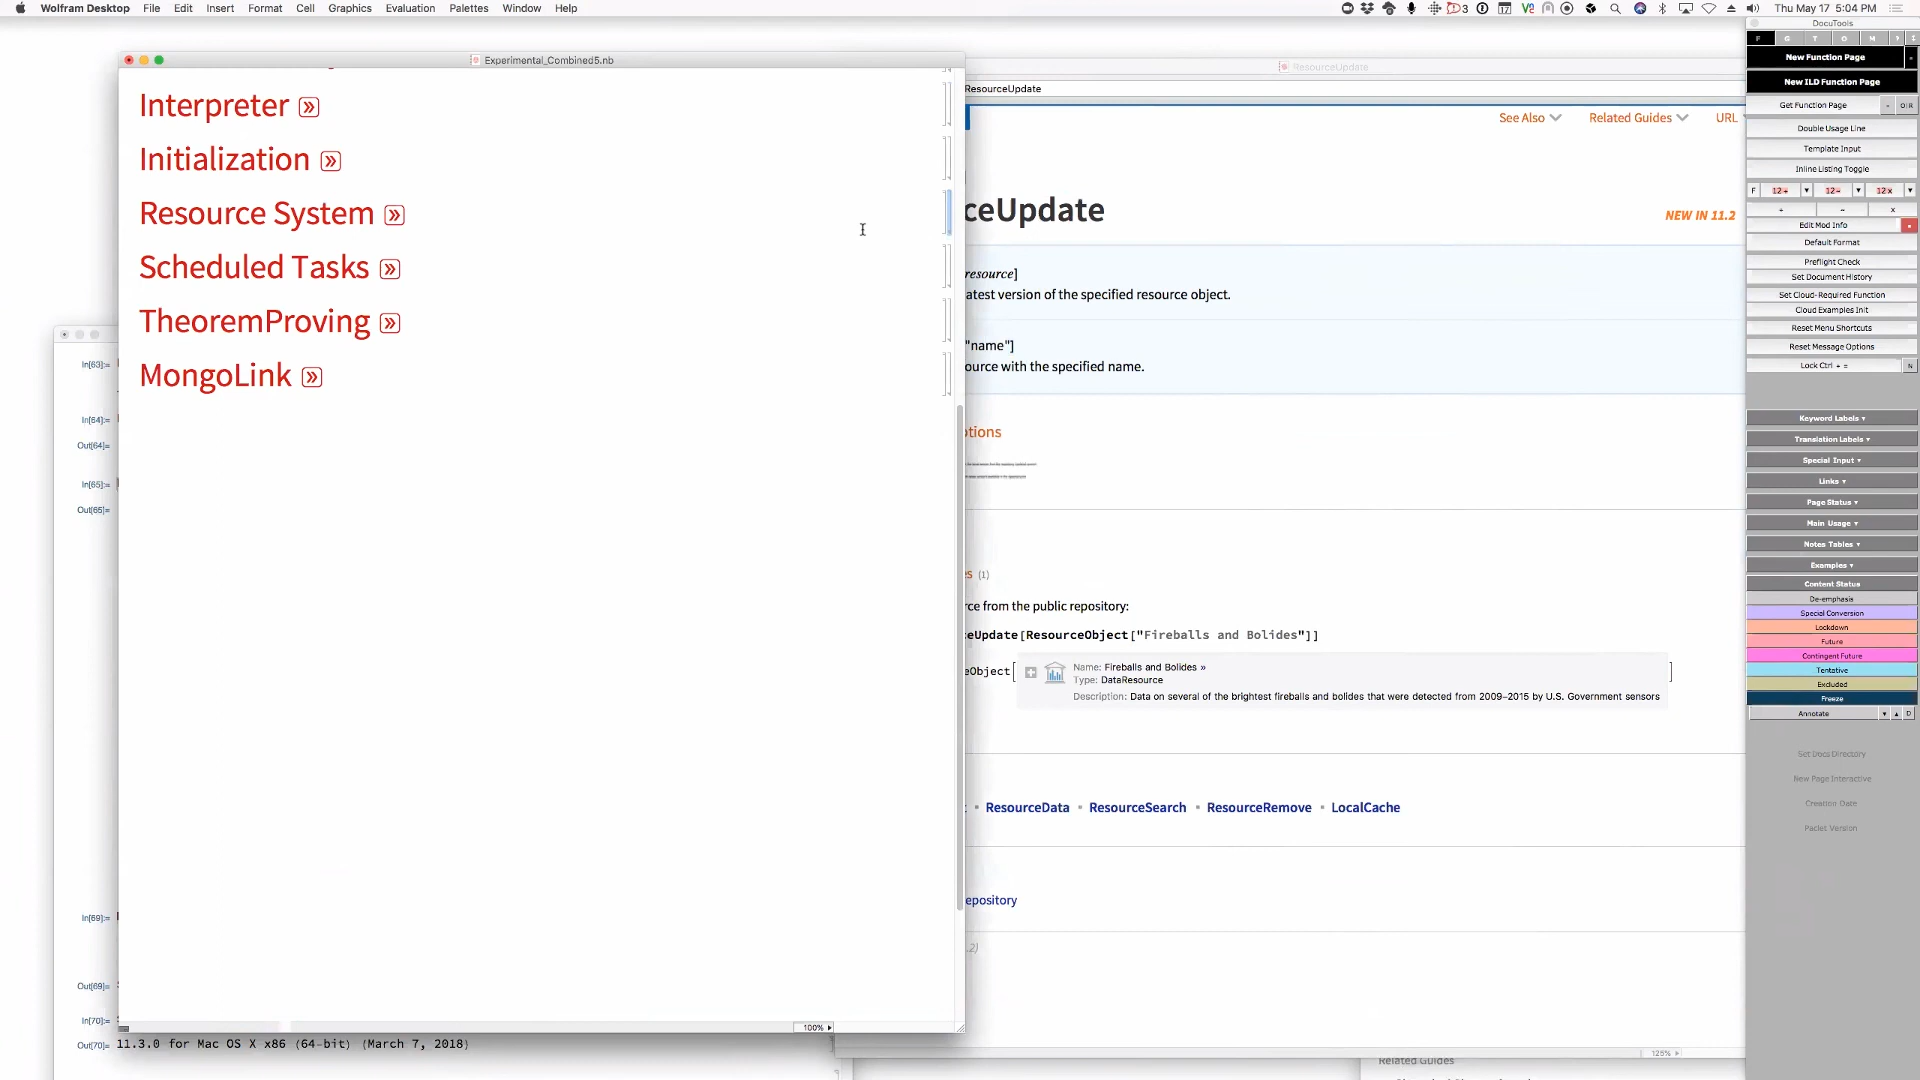 Wolfram Desktop File Edit Insert Format Cell Graphics Evaluation Palettes Window Help
3 17 Thu May 17 5:04 PM
Experimental_Combined5.nb
Interpreter »
Initialization »
Resource System »
Scheduled Tasks »
TheoremProving »
MongoLink »
100%
In[63]:=
In[64]:=
Out[64]=
In[65]:=
Out[65]=
In[69]:=
Out[69]=
In[70]:=
Out[70]= 11.3.0 for Mac OS X x86 (64-bit) (March 7, 2018)
ResourceUpdate
ResourceUpdate
See Also Related Guides URL
ceUpdate
NEW IN 11.2
resource]
atest version of the specified resource object.
"name"]
ource with the specified name.
tions
es (1)
rce from the public repository:
eUpdate[ResourceObject["Fireballs and Bolides"]]
eObject[
Name: Fireballs and Bolides »
Type: DataResource
Description: Data on several of the brightest fireballs and bolides that were detected from 2009–2015 by U.S. Government sensors
]
ResourceData ▪ ResourceSearch ▪ ResourceRemove ▪ LocalCache
epository
.2)
125%
Related Guides
DocuTools
F G T O M ?
New Function Page
New ILD Function Page
Get Function Page - O|R
Double Usage Line
Template Input
Inline Listing Toggle
F 12+ 12- 12x
+ - x
Edit Mod Info
Default Format
Preflight Check
Set Document History
Set Cloud-Required Function
Cloud Examples Init
Reset Menu Shortcuts
Reset Message Options
Lock Ctrl + = N
Keyword Labels
Translation Labels
Special Input
Links
Page Status
Main Usage
Notes Tables
Examples
Content Status
De-emphasis
Special Conversion
Lockdown
Future
Contingent Future
Tentative
Excluded
Freeze
Annotate D
Set Docs Directory
New Page Interactive
Creation Date
Paclet Version